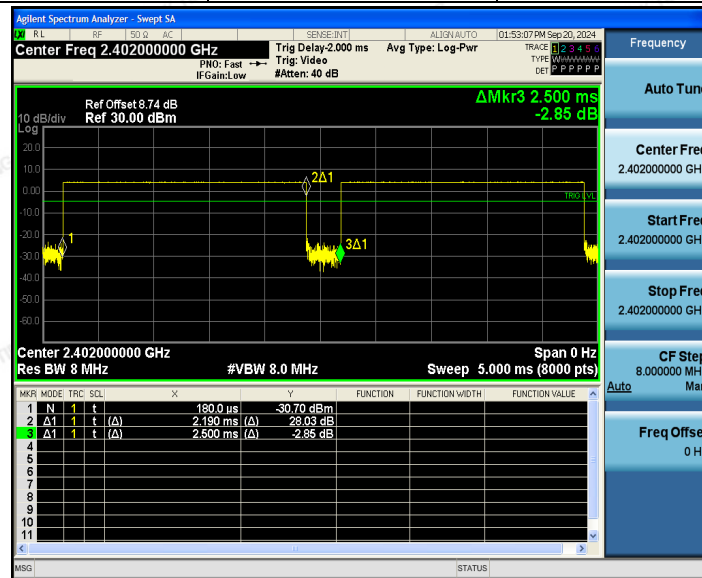 Agilent Spectrum Analyzer - Swept SA
LXI RL RF 50 Ω AC SENSE:INT ALIGN AUTO 01:53:07 PM Sep 20, 2024
Center Freq 2.402000000 GHz
PNO: Fast
IFGain:Low
Trig Delay-2.000 ms
Trig: Video
#Atten: 40 dB
Avg Type: Log-Pwr
TRACE 1 2 3 4 5 6
TYPE W
DET P P P P P P
Ref Offset 8.74 dB
Ref 30.00 dBm
10 dB/div
Log
ΔMkr3 2.500 ms
-2.85 dB
20.0
10.0
0.00
-10.0
-20.0
-30.0
-40.0
-50.0
-60.0
1
2Δ1
3Δ1
TRIG LVL
Center 2.402000000 GHz Span 0 Hz
Res BW 8 MHz #VBW 8.0 MHz Sweep 5.000 ms (8000 pts)
MKR MODE TRC SCL X Y FUNCTION FUNCTION WIDTH FUNCTION VALUE
1 N 1 t 180.0 µs -30.70 dBm
2 Δ1 1 t (Δ) 2.190 ms (Δ) 28.03 dB
3 Δ1 1 t (Δ) 2.500 ms (Δ) -2.85 dB
4
5
6
7
8
9
10
11
MSG STATUS
Frequency
Auto Tun
Center Fre
2.402000000 GH
Start Fre
2.402000000 GH
Stop Fre
2.402000000 GH
CF Step
8.000000 MH
Auto Ma
Freq Offse
0 H